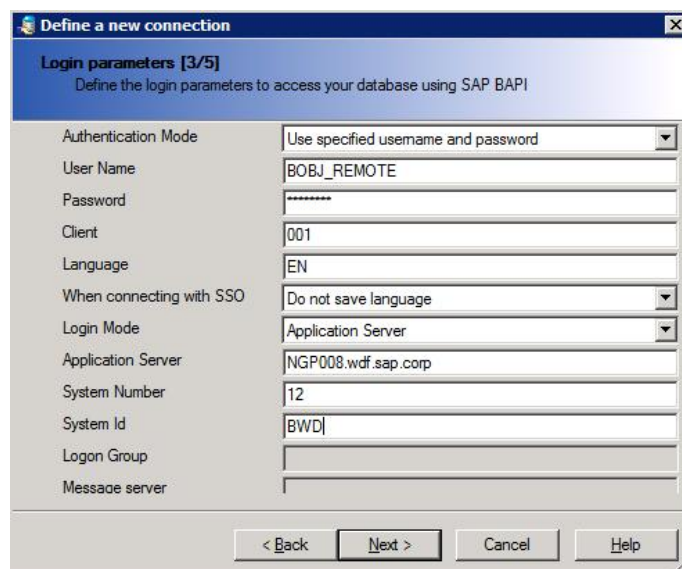 Define a new connection
Login parameters [3/5]
Define the login parameters to access your database using SAP BAPI
Authentication Mode Use specified username and password
User Name BOBJ_REMOTE
Password ********
Client 001
Language EN
When connecting with SSO Do not save language
Login Mode Application Server
Application Server NGP008.wdf.sap.corp
System Number 12
System Id BWD
Logon Group
Message server
< Back Next > Cancel Help